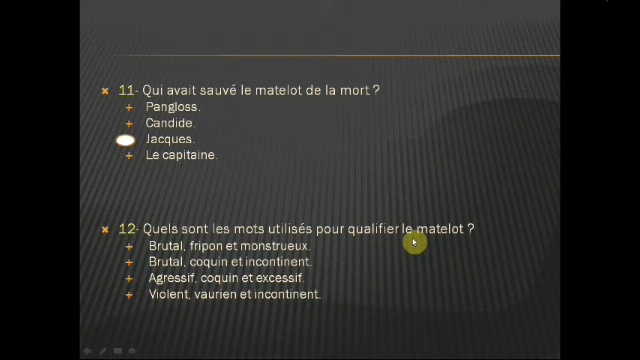 11- Qui avait sauvé le matelot de la mort ?
Pangloss.
Candide.
Jacques.
Le capitaine.
12- Quels sont les mots utilisés pour qualifier le matelot ?
Brutal, fripon et monstrueux.
Brutal, coquin et incontinent.
Agressif, coquin et excessif.
Violent, vaurien et incontinent.